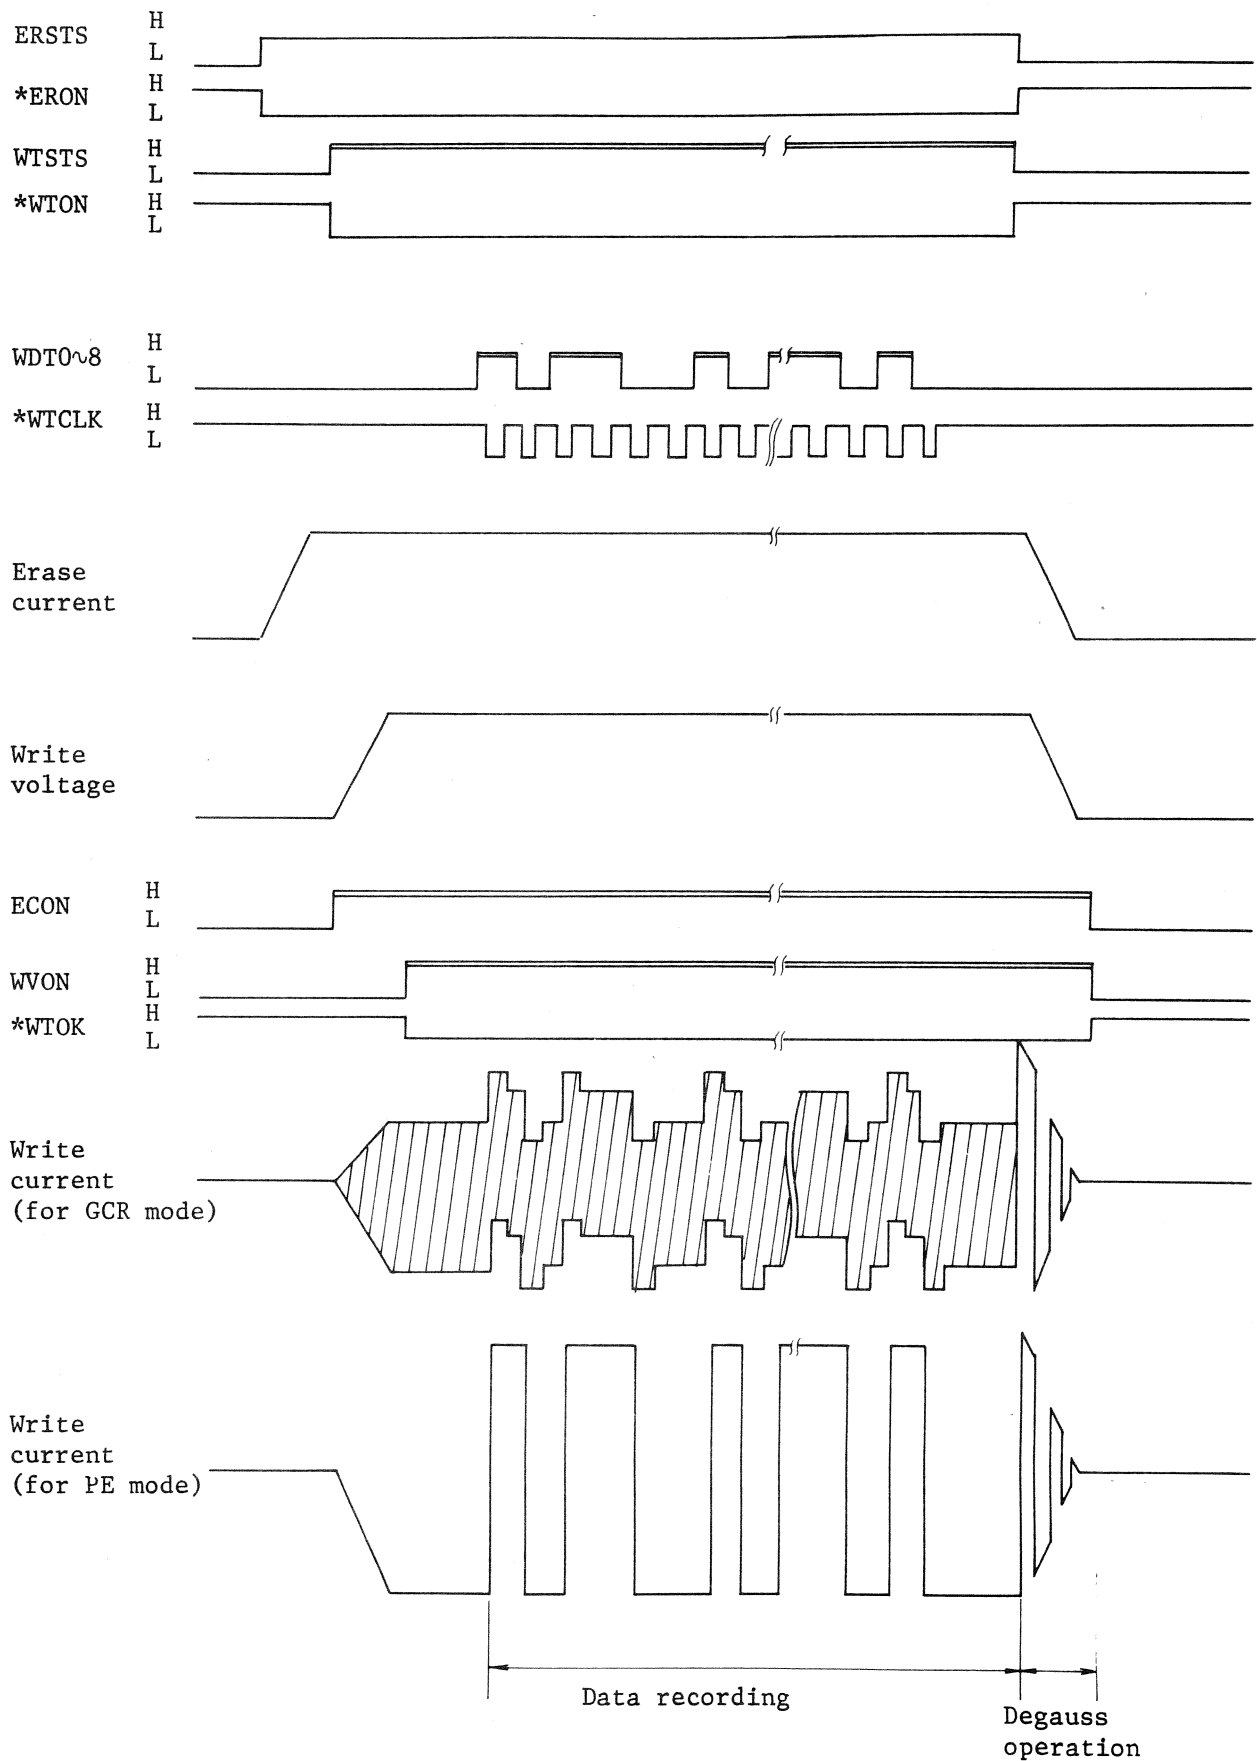 ERSTS H
L
*ERON H
L
WTSTS H
L
*WTON H
L
WDT0∿8 H
L
*WTCLK H
L
Erase
current
Write
voltage
ECON H
L
WVON H
L
*WTOK H
L
Write
current
(for GCR mode)
Write
current
(for PE mode)
Data recording
Degauss
operation